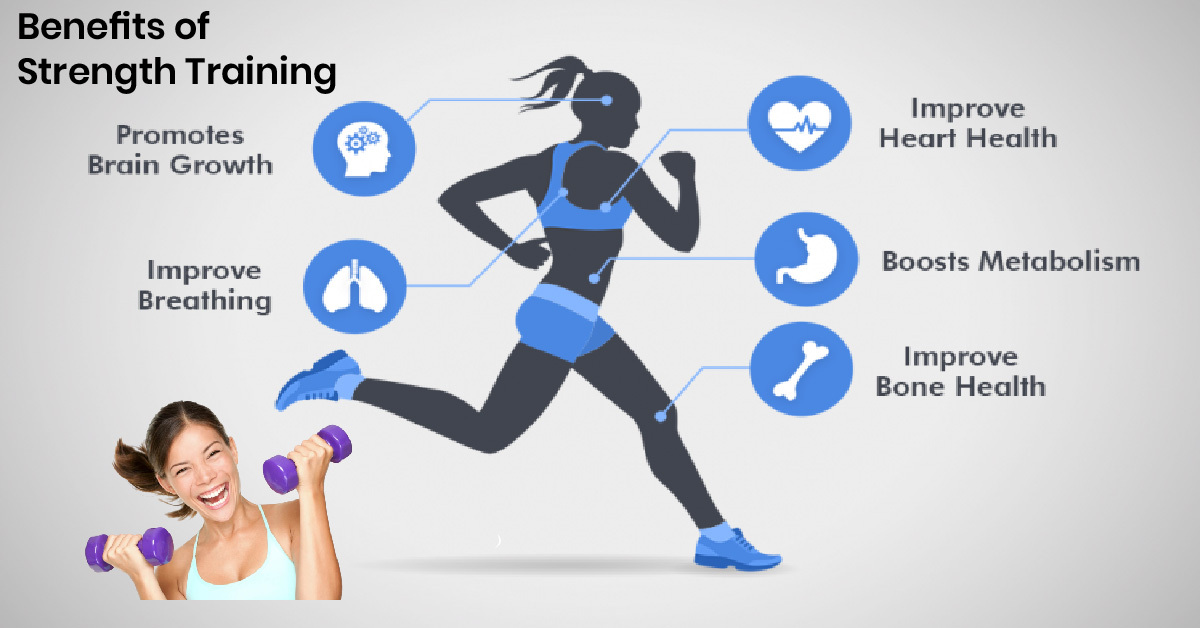 Benefits of
Strength Training
Promotes
Brain Growth
Improve
Breathing
Improve
Heart Health
Boosts Metabolism
Improve
Bone Health